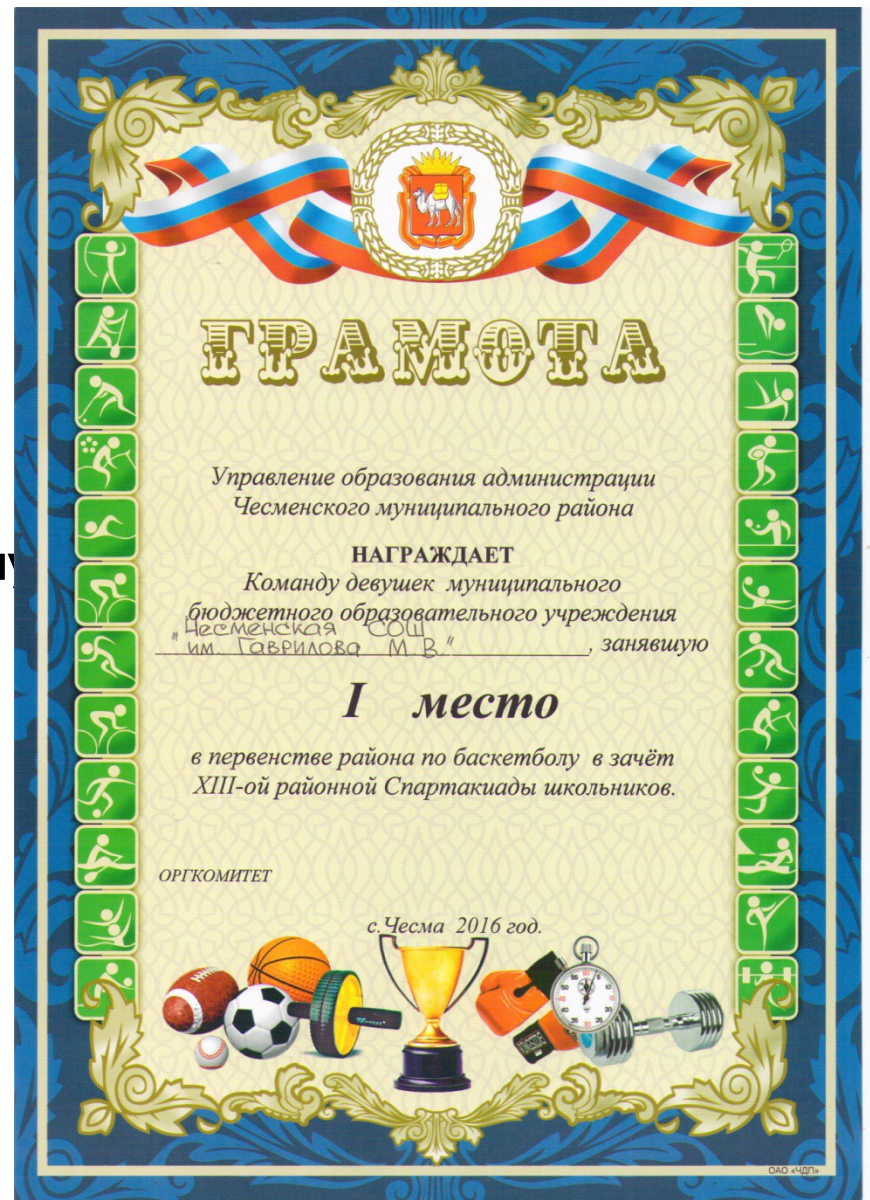 ГРАМОТА
Управление образования администрации
Чесменского муниципального района
НАГРАЖДАЕТ
Команду девушек муниципального
бюджетного образовательного учреждения
"Чесменская СОШ
им. Гаврилова М.В." , занявшую
I место
в первенстве района по баскетболу в зачёт
XIII-ой районной Спартакиады школьников.
ОРГКОМИТЕТ
с.Чесма 2016 год.
ОАО «ЧДП»